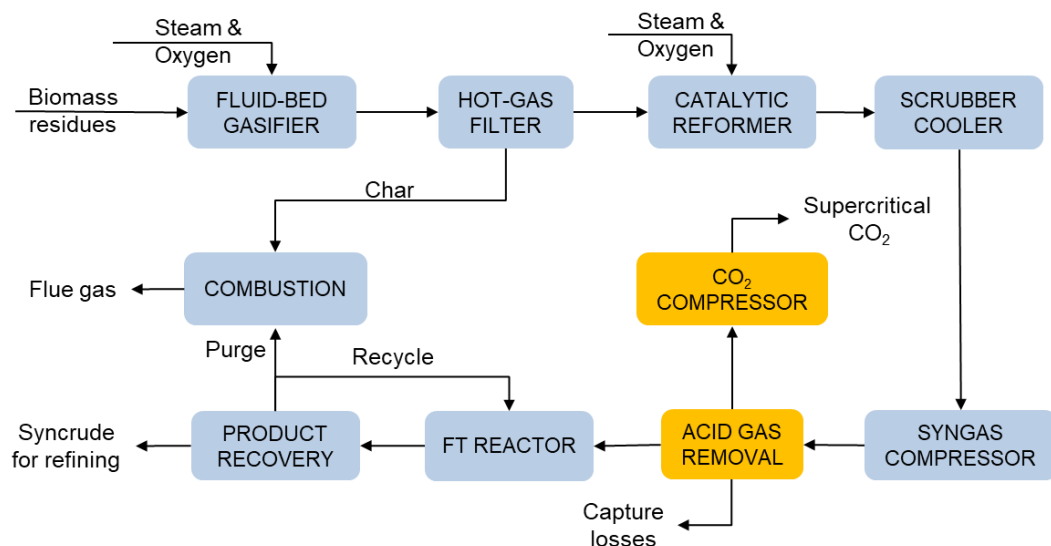 Steam &
Oxygen
Steam &
Oxygen
Biomass
residues
FLUID-BED
GASIFIER
HOT-GAS
FILTER
CATALYTIC
REFORMER
SCRUBBER
COOLER
Char
Supercritical
CO₂
Flue gas
COMBUSTION
CO₂
COMPRESSOR
Purge
Recycle
Syncrude
for refining
PRODUCT
RECOVERY
FT REACTOR
ACID GAS
REMOVAL
SYNGAS
COMPRESSOR
Capture
losses